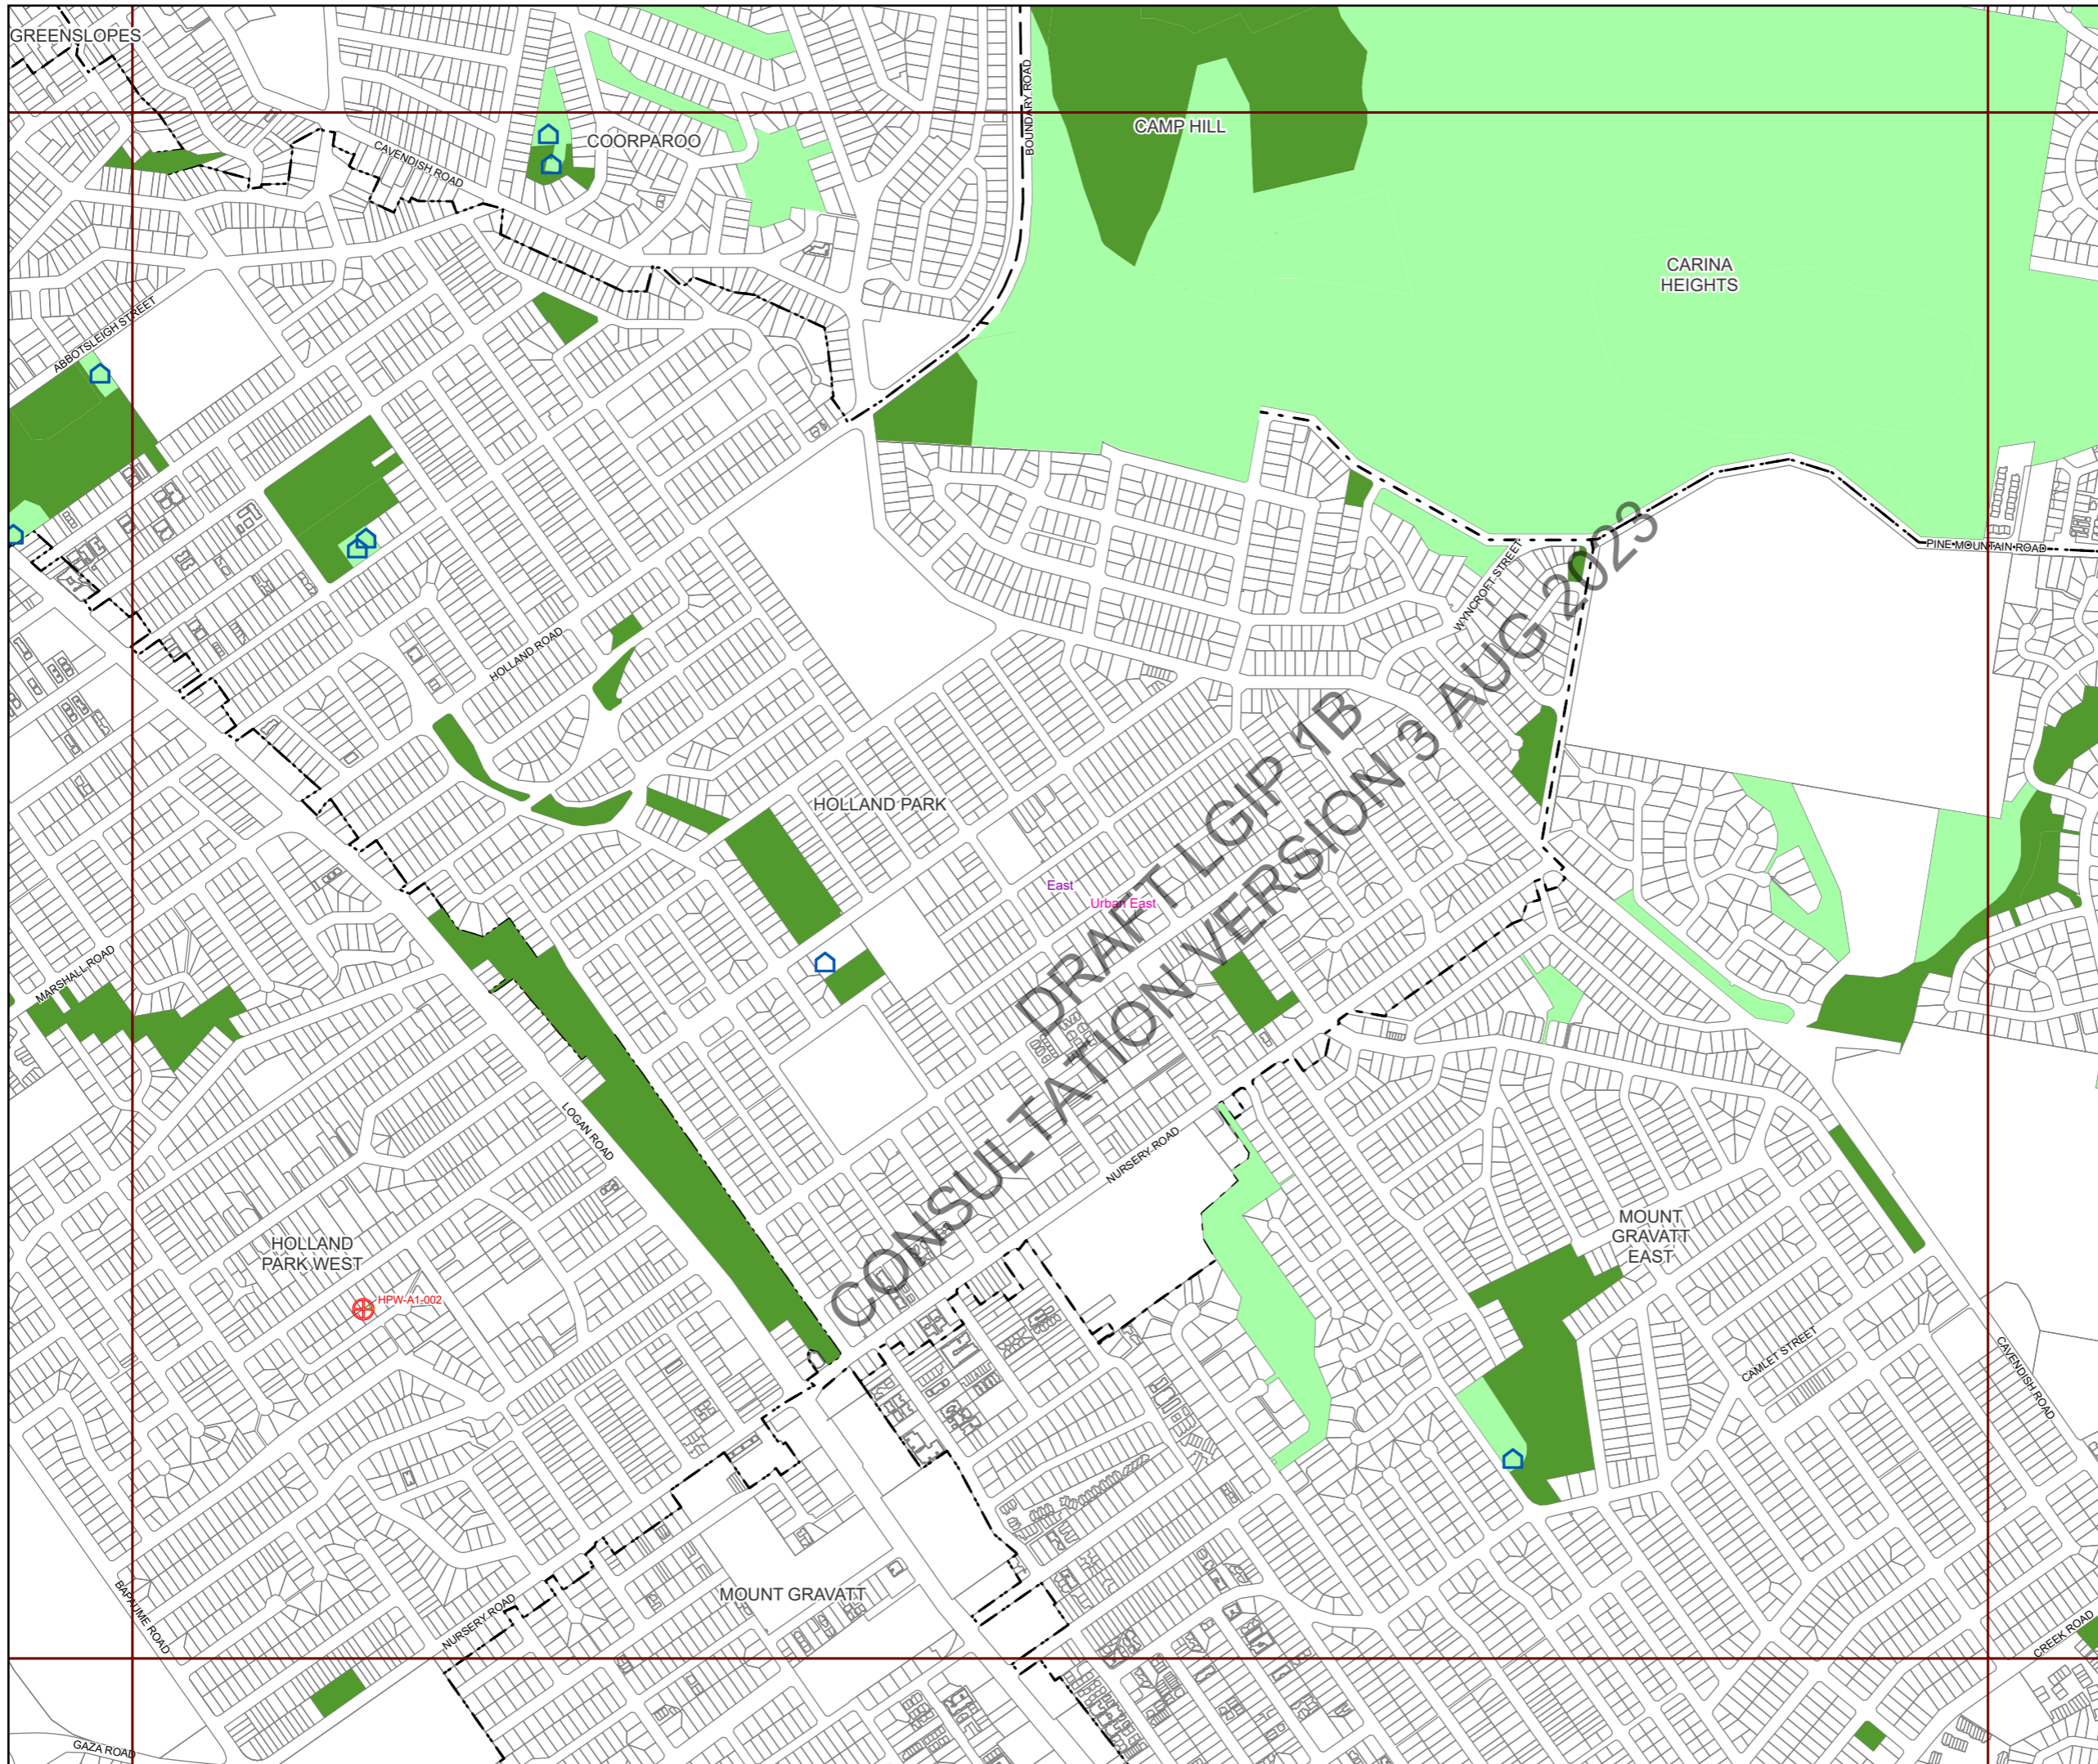 GREENSLOPES
BOUNDARY ROAD
CAMP HILL
COORPAROO
CAVENDISH ROAD
CARINA
HEIGHTS
ABBOTSLEIGH STREET
PINE MOUNTAIN ROAD
WYNCROFT STREET
HOLLAND ROAD
HOLLAND PARK
East
Urban East
DRAFT LGIP 1B
CONSULTATION VERSION 3 AUG 2023
MARSHALL ROAD
LOGAN ROAD
NURSERY ROAD
MOUNT
GRAVATT
EAST
HOLLAND
PARK WEST
HPW-A1-002
CAMLET STREET
CAVENDISH ROAD
MOUNT GRAVATT
BAPAUME ROAD
NURSERY ROAD
CREEK ROAD
GAZA ROAD